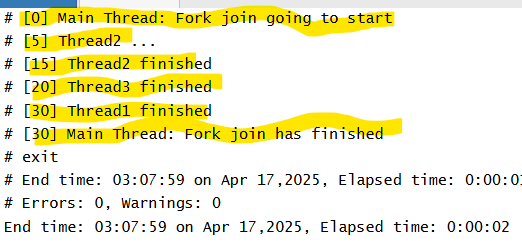 # [0] Main Thread: Fork join going to start
# [5] Thread2 ...
# [15] Thread2 finished
# [20] Thread3 finished
# [30] Thread1 finished
# [30] Main Thread: Fork join has finished
# exit
# End time: 03:07:59 on Apr 17,2025, Elapsed time: 0:00:0
# Errors: 0, Warnings: 0
End time: 03:07:59 on Apr 17,2025, Elapsed time: 0:00:02